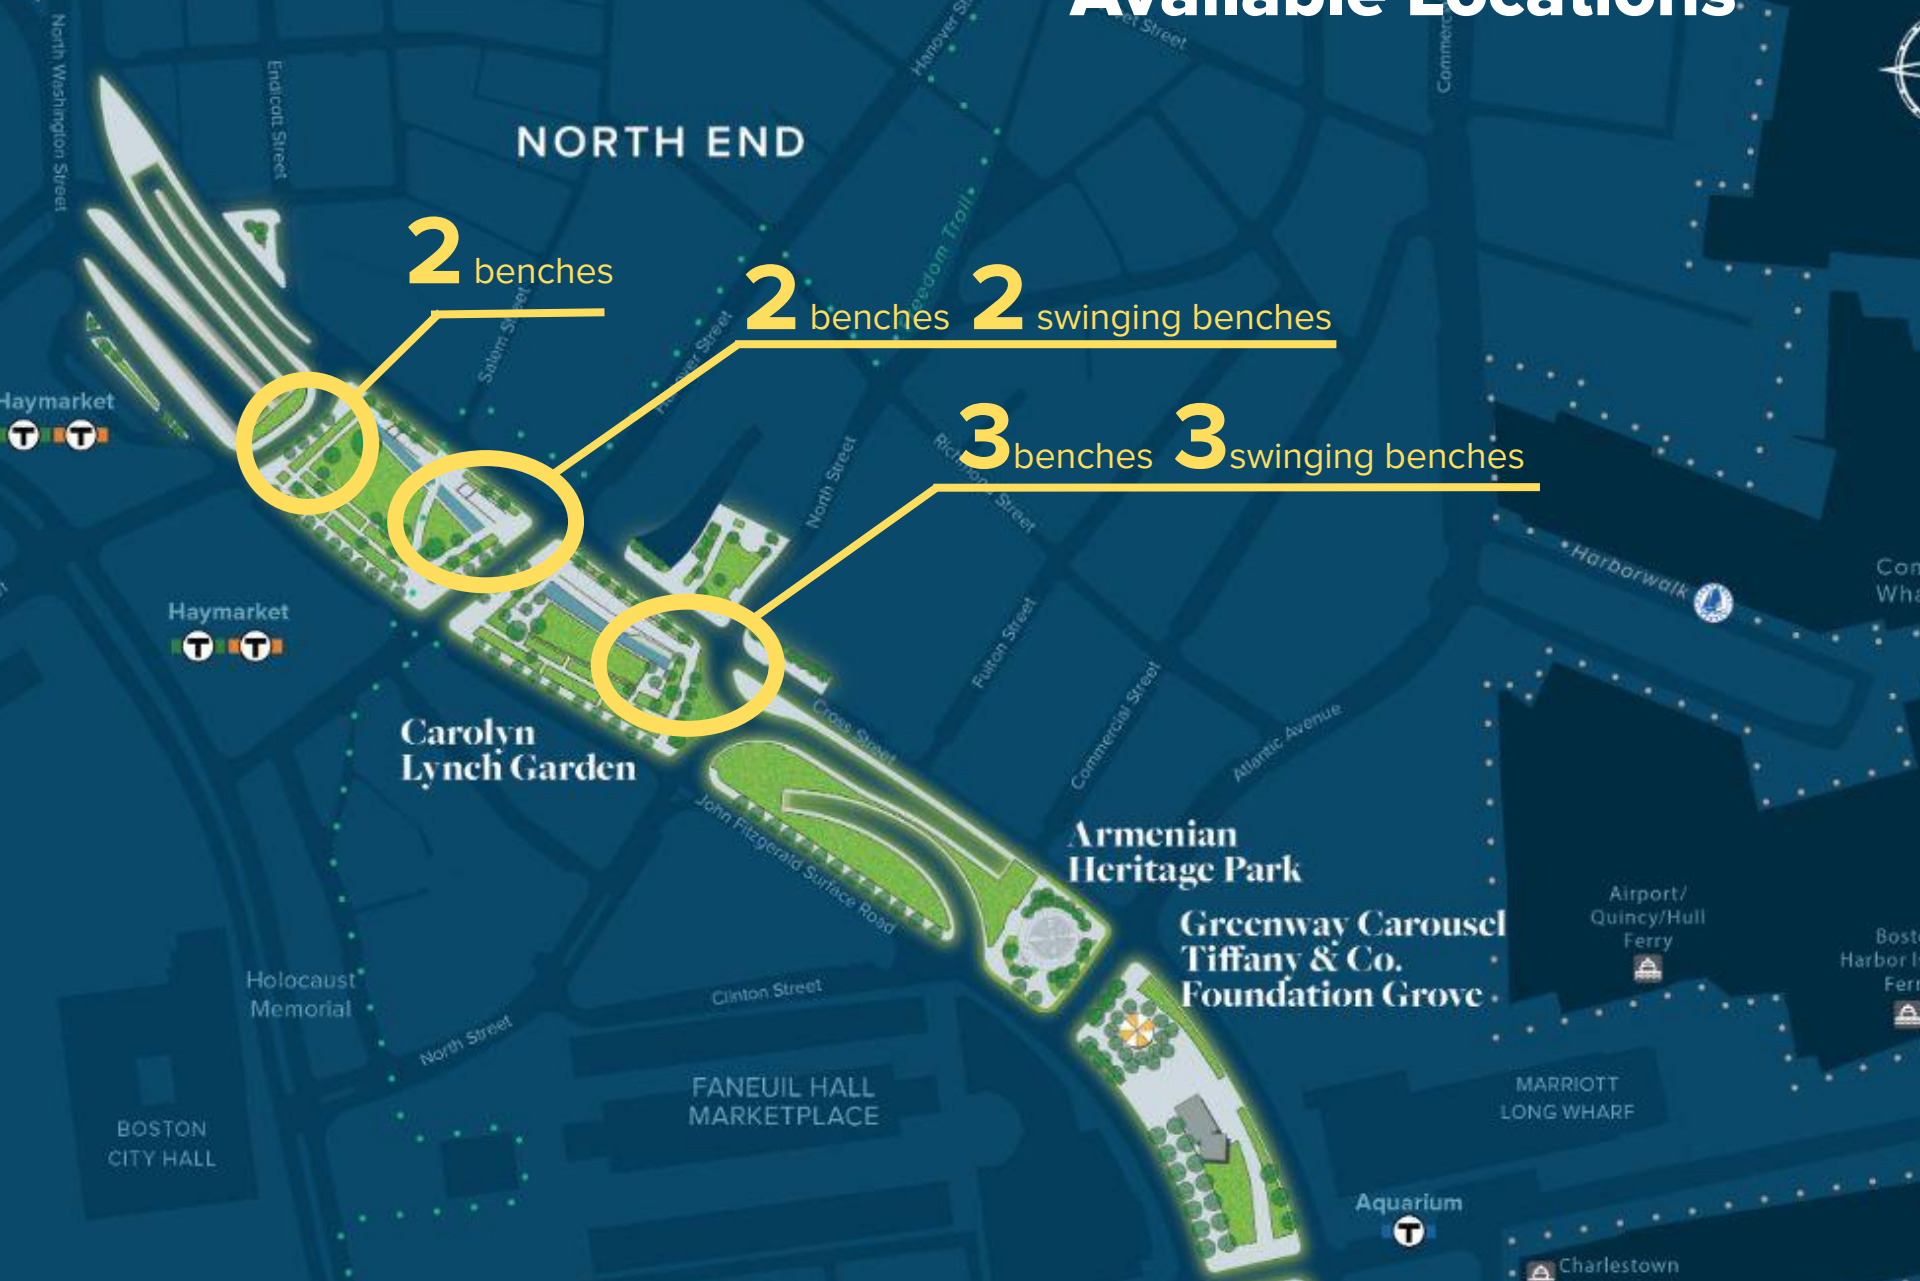 Available Locations
North Washington Street
Endicott Street
Hanover St
Street
NORTH END
2 benches
2 benches 2 swinging benches
3 benches 3 swinging benches
Freedom Trail
Salem Street
Hanover Street
North Street
Richmond Street
Haymarket
T T
Haymarket
T T
Harborwalk
Fulton Street
Commercial Street
Atlantic Avenue
Cross Street
John Fitzgerald Surface Road
Carolyn
Lynch Garden
Armenian
Heritage Park
Greenway Carousel
Tiffany & Co.
Foundation Grove
Airport/
Quincy/Hull
Ferry
Harbor
Holocaust
Memorial
Clinton Street
North Street
FANEUIL HALL
MARKETPLACE
BOSTON
CITY HALL
MARRIOTT
LONG WHARF
Aquarium
T
Charlestown